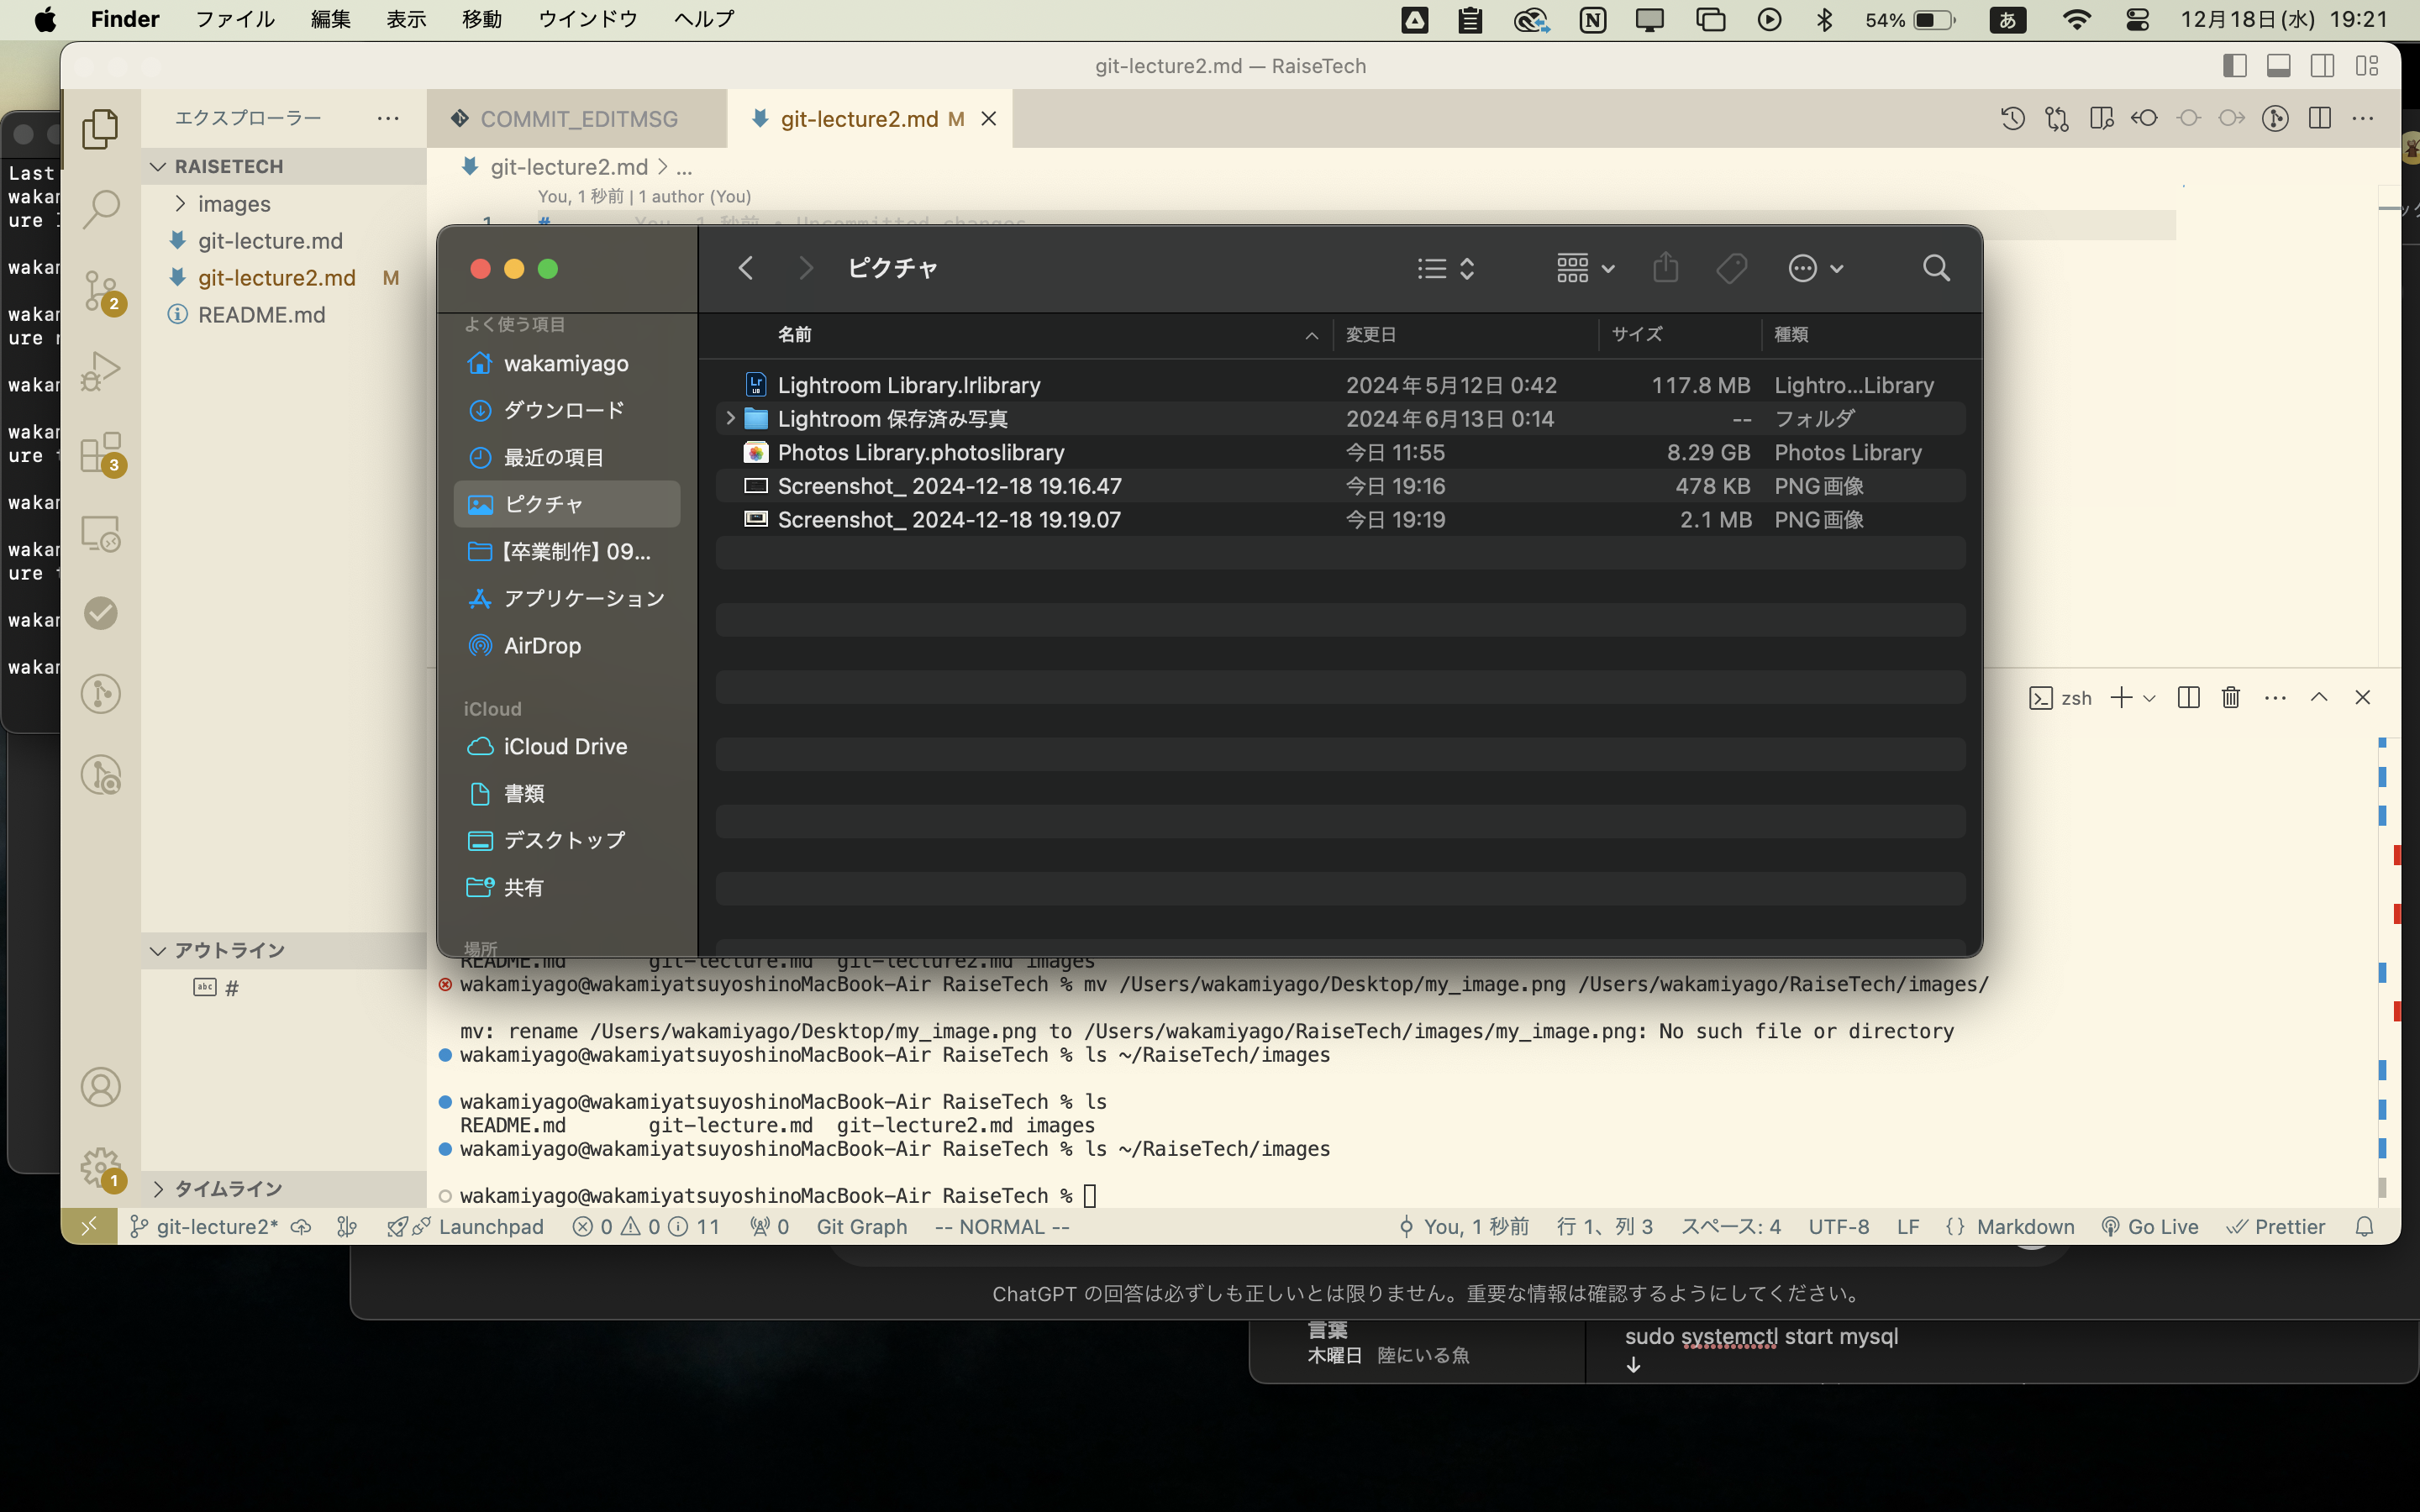 Finder ファイル 編集 表示 移動 ウインドウ ヘルプ 54% あ 12月18日(水) 19:21
git-lecture2.md — RaiseTech
エクスプローラー
COMMIT_EDITMSG
git-lecture2.md M
RAISETECH
images
git-lecture.md
git-lecture2.md M
README.md
git-lecture2.md > ...
You, 1 秒前 | 1 author (You)
1 # You, 1 秒前 • Uncommitted changes
Last
2
3
ピクチャ
よく使う項目
wakamiyago
ダウンロード
最近の項目
ピクチャ
【卒業制作】09...
アプリケーション
AirDrop
iCloud
iCloud Drive
書類
デスクトップ
共有
場所
名前 変更日 サイズ 種類
Lightroom Library.lrlibrary 2024年5月12日 0:42 117.8 MB Lightro...Library
Lightroom 保存済み写真 2024年6月13日 0:14 -- フォルダ
Photos Library.photoslibrary 今日 11:55 8.29 GB Photos Library
Screenshot_ 2024-12-18 19.16.47 今日 19:16 478 KB PNG画像
Screenshot_ 2024-12-18 19.19.07 今日 19:19 2.1 MB PNG画像
zsh
アウトライン
abc #
タイムライン
1
README.md git-lecture.md git-lecture2.md images
wakamiyago@wakamiyatsuyoshinoMacBook-Air RaiseTech % mv /Users/wakamiyago/Desktop/my_image.png /Users/wakamiyago/RaiseTech/images/
mv: rename /Users/wakamiyago/Desktop/my_image.png to /Users/wakamiyago/RaiseTech/images/my_image.png: No such file or directory
wakamiyago@wakamiyatsuyoshinoMacBook-Air RaiseTech % ls ~/RaiseTech/images
wakamiyago@wakamiyatsuyoshinoMacBook-Air RaiseTech % ls
README.md git-lecture.md git-lecture2.md images
wakamiyago@wakamiyatsuyoshinoMacBook-Air RaiseTech % ls ~/RaiseTech/images
wakamiyago@wakamiyatsuyoshinoMacBook-Air RaiseTech %
git-lecture2* Launchpad 0 0 11 0 Git Graph -- NORMAL -- You, 1 秒前 行 1、列 3 スペース: 4 UTF-8 LF {} Markdown Go Live Prettier
ChatGPT の回答は必ずしも正しいとは限りません。重要な情報は確認するようにしてください。
言葉
木曜日 陸にいる魚
sudo systemctl start mysql
↓